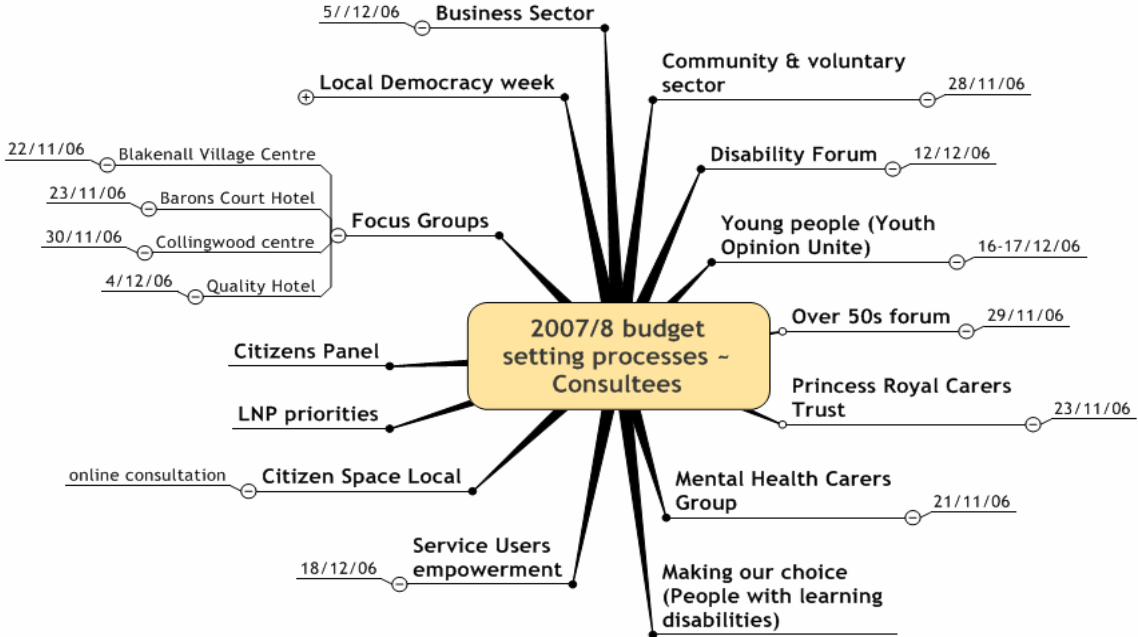 2007/8 budget
setting processes ~
Consultees
Community & voluntary
sector
28/11/06
Disability Forum
12/12/06
Young people (Youth
Opinion Unite)
16-17/12/06
Over 50s forum
29/11/06
Princess Royal Carers
Trust
23/11/06
Mental Health Carers
Group
21/11/06
Making our choice
(People with learning
disabilities)
Service Users
empowerment
18/12/06
Citizen Space Local
online consultation
LNP priorities
Citizens Panel
Focus Groups
Blakenall Village Centre
22/11/06
Barons Court Hotel
23/11/06
Collingwood centre
30/11/06
Quality Hotel
4/12/06
Local Democracy week
Business Sector
5//12/06